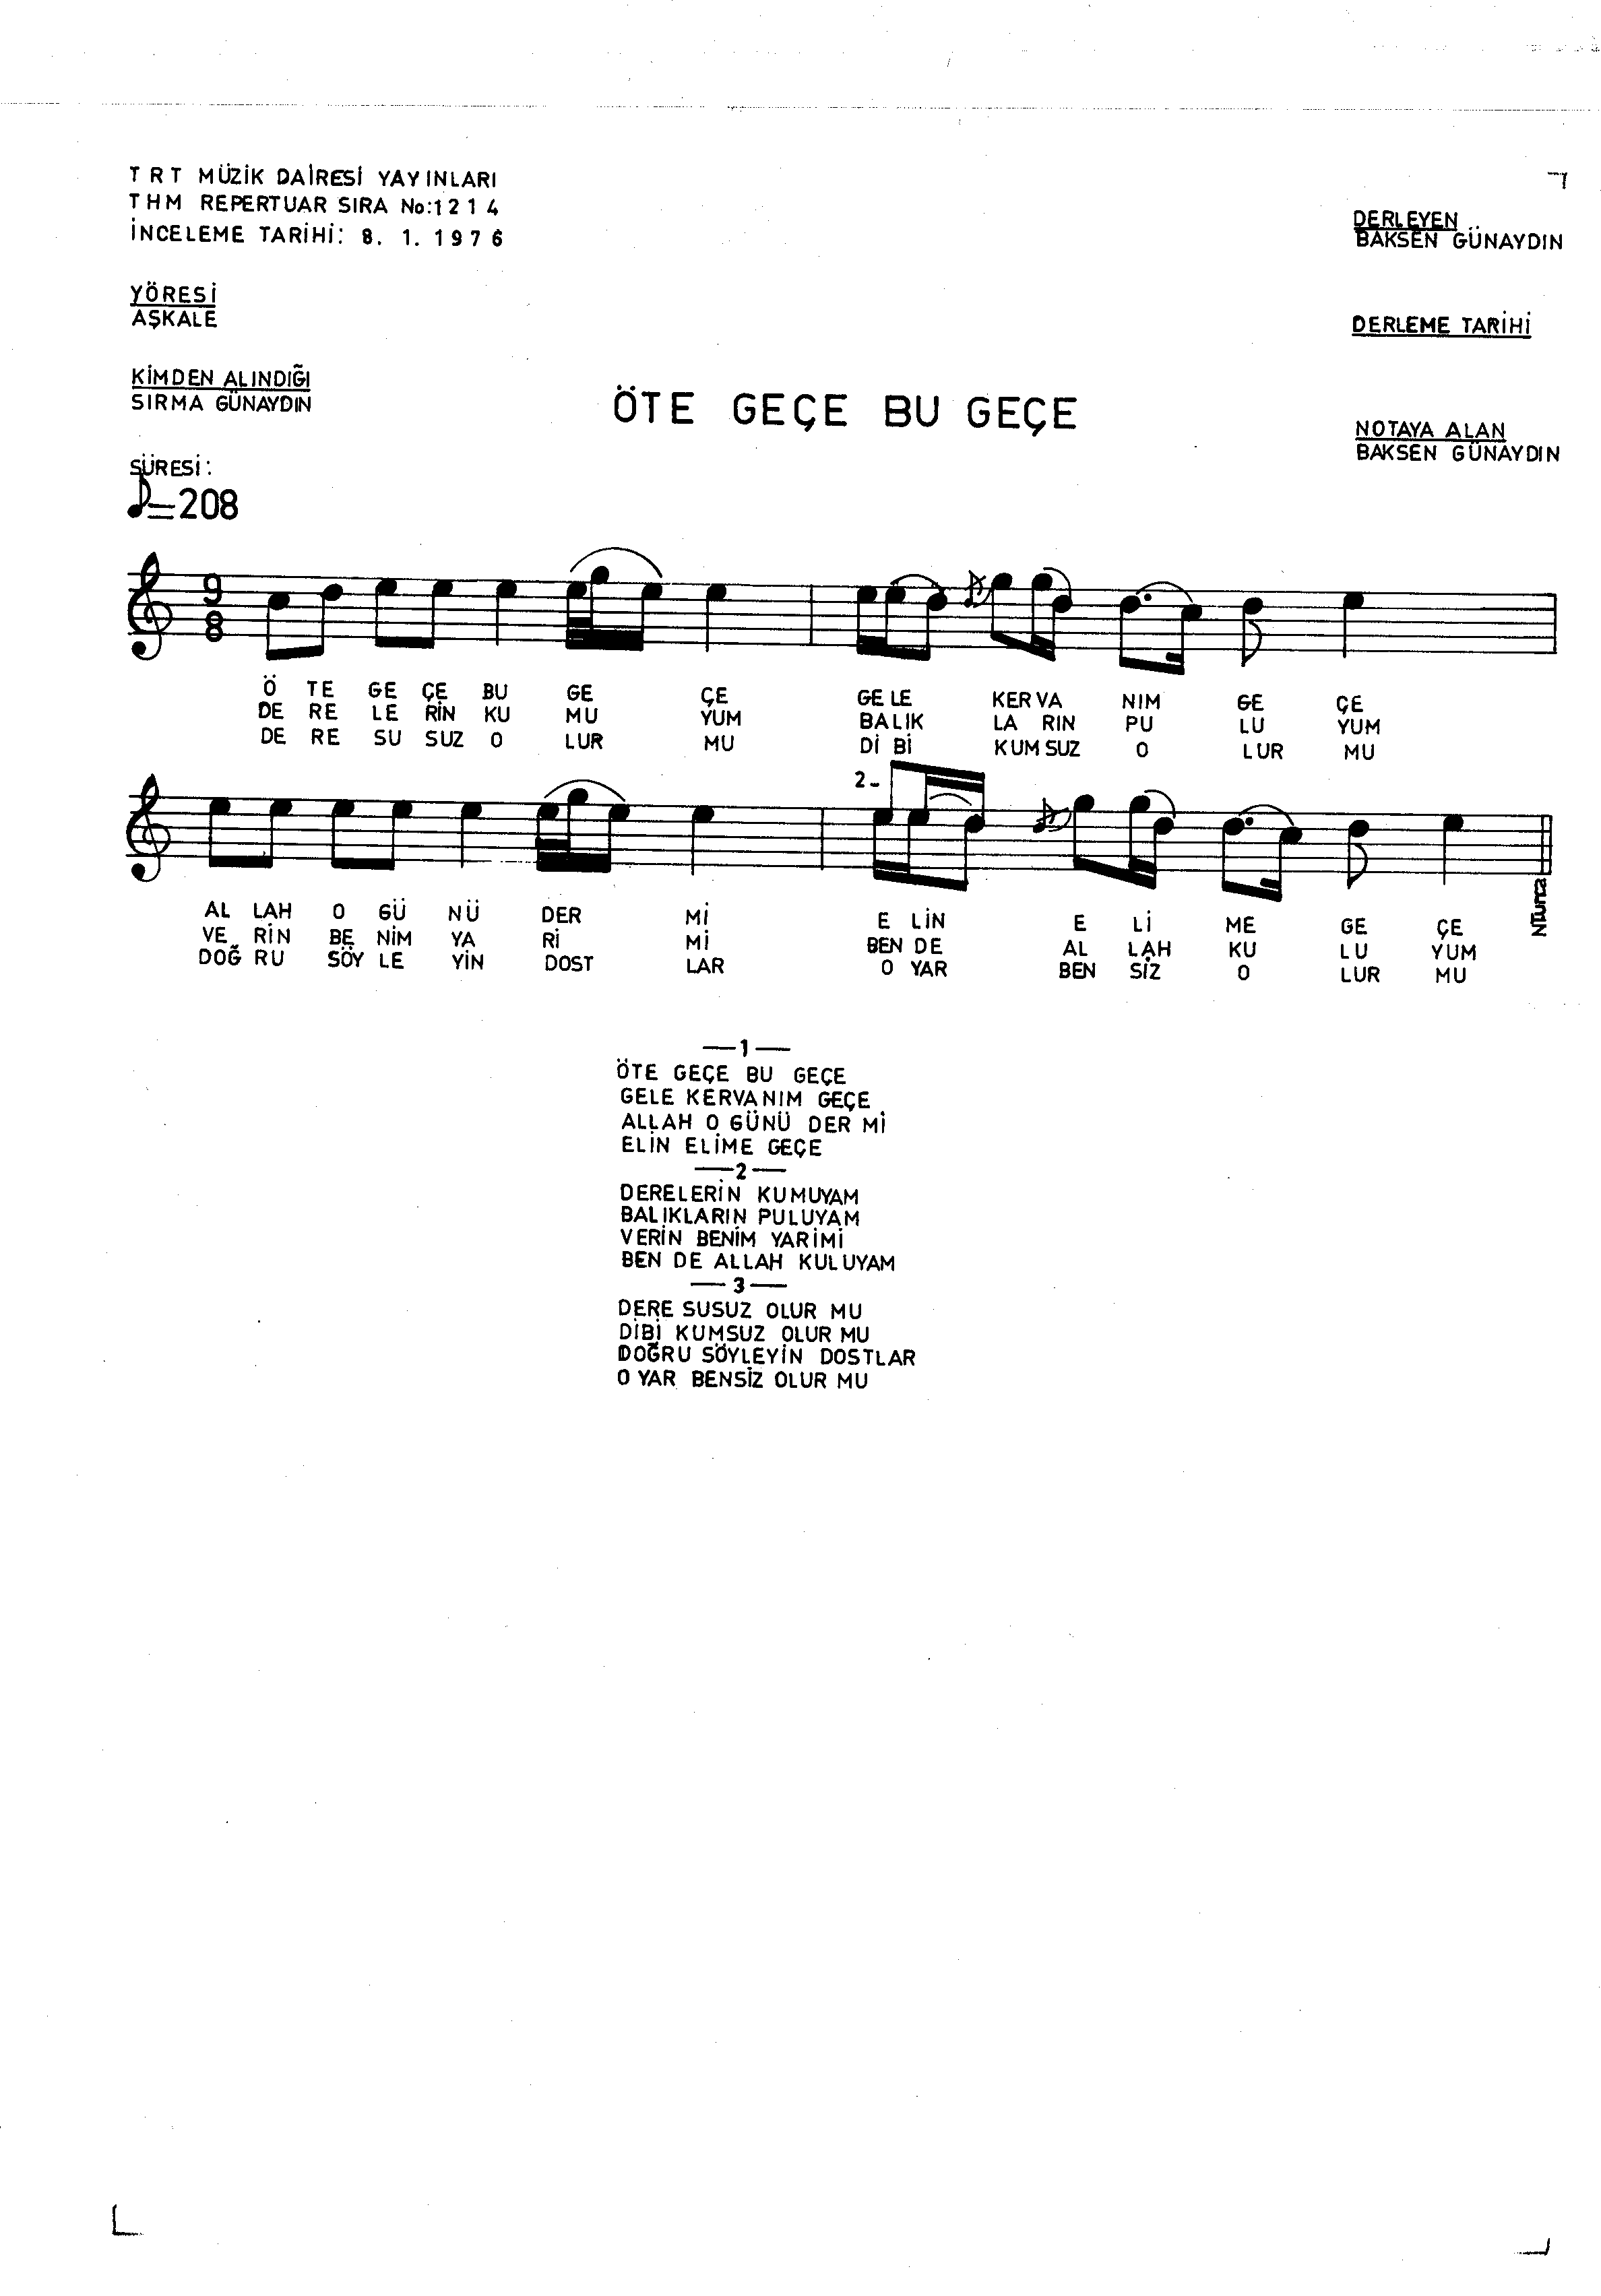 TRT MÜZİK DAİRESİ YAYINLARI
THM REPERTUAR SIRA No:1214
İNCELEME TARİHİ: 8. 1. 1976
DERLEYEN
BAKSEN GÜNAYDIN
YÖRESİ
AŞKALE
DERLEME TARİHİ
KİMDEN ALINDIĞI
SIRMA GÜNAYDIN
ÖTE GEÇE BU GEÇE
NOTAYA ALAN
BAKSEN GÜNAYDIN
SÜRESİ:
♪=208
9
8
Ö TE GE ÇE BU GE ÇE GE LE KER VA NIM GE ÇE
DE RE LE RİN KU MU YUM BALIK LA RIN PU LU YUM
DE RE SU SUZ O LUR MU Dİ Bİ KUM SUZ O LUR MU
2-
AL LAH O GÜ NÜ DER Mİ E LİN E Lİ ME GE ÇE
VE RİN BE NİM YA RI Mİ BEN DE AL LAH KU LU YUM
DOĞ RU SÖY LE YİN DOST LAR O YAR BEN SİZ O LUR MU
—1—
ÖTE GEÇE BU GEÇE
GELE KERVANIM GEÇE
ALLAH O GÜNÜ DER Mİ
ELİN ELİME GEÇE
—2—
DERELERİN KUMUYAM
BALIKLARIN PULUYAM
VERİN BENİM YARİMİ
BEN DE ALLAH KULUYAM
—3—
DERE SUSUZ OLUR MU
DİBİ KUMSUZ OLUR MU
DOĞRU SÖYLEYİN DOSTLAR
O YAR BENSİZ OLUR MU